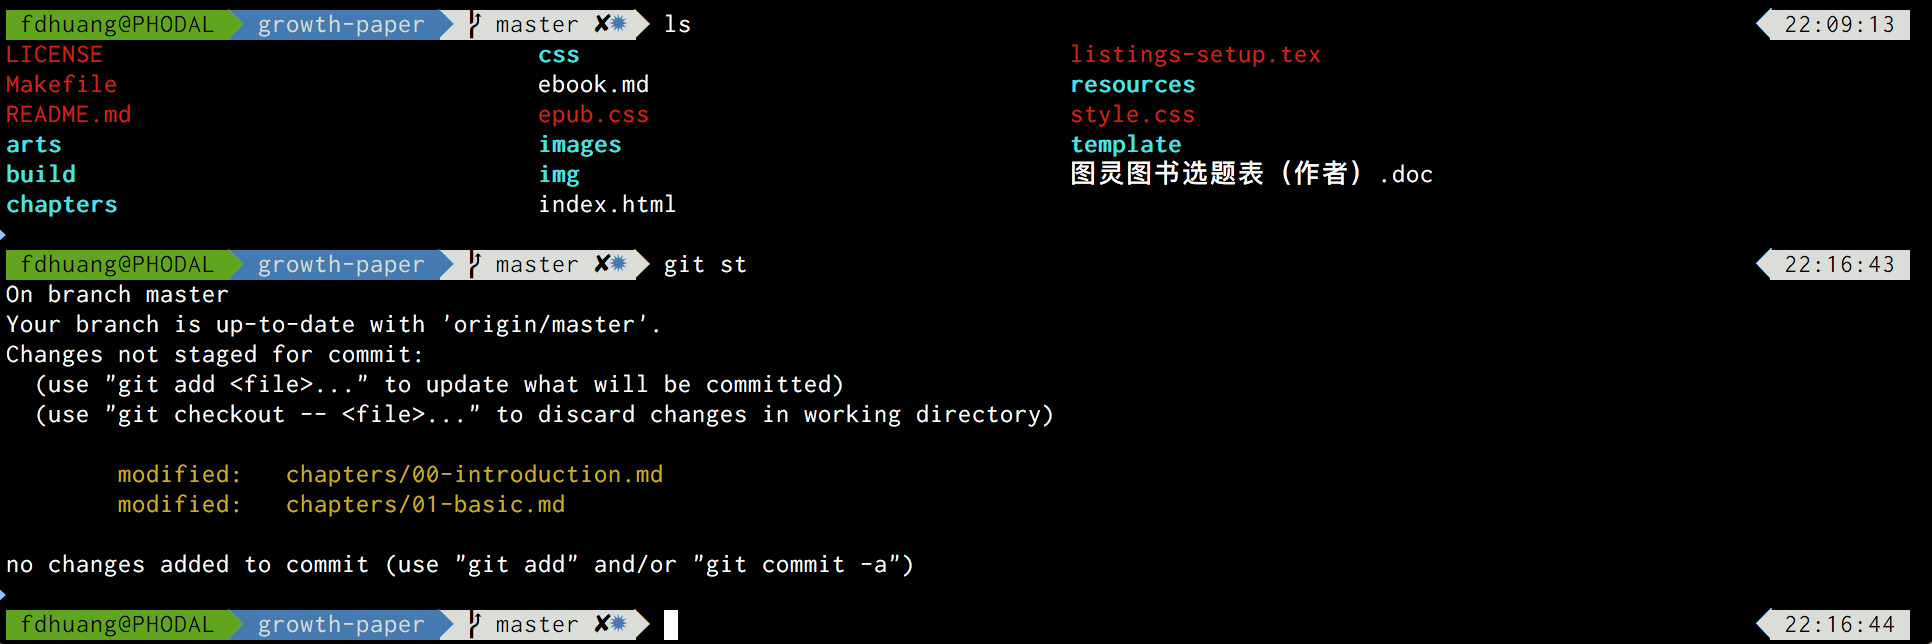 fdhuang@PHODAL growth-paper master ✘✹ ls 22:09:13
LICENSE css listings-setup.tex
Makefile ebook.md resources
README.md epub.css style.css
arts images template
build img 图灵图书选题表（作者）.doc
chapters index.html
fdhuang@PHODAL growth-paper master ✘✹ git st 22:16:43
On branch master
Your branch is up-to-date with 'origin/master'.
Changes not staged for commit:
(use "git add <file>..." to update what will be committed)
(use "git checkout -- <file>..." to discard changes in working directory)
modified: chapters/00-introduction.md
modified: chapters/01-basic.md
no changes added to commit (use "git add" and/or "git commit -a")
fdhuang@PHODAL growth-paper master ✘✹ 22:16:44